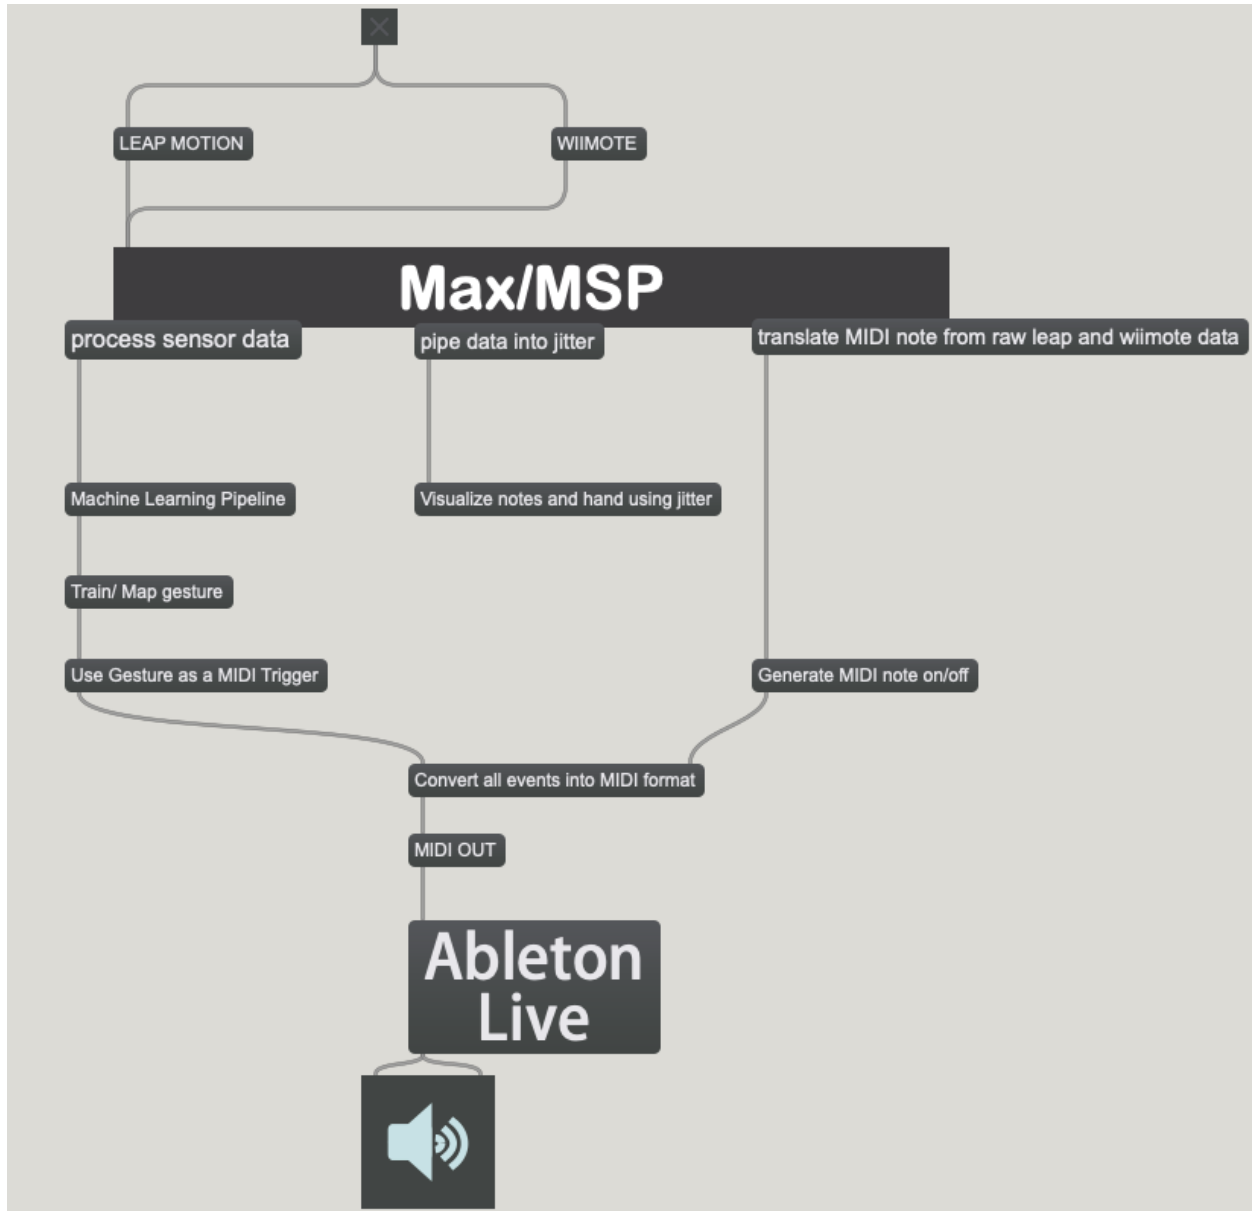 LEAP MOTION
WIIMOTE
Max/MSP
process sensor data
pipe data into jitter
translate MIDI note from raw leap and wiimote data
Machine Learning Pipeline
Visualize notes and hand using jitter
Train/ Map gesture
Use Gesture as a MIDI Trigger
Generate MIDI note on/off
Convert all events into MIDI format
MIDI OUT
Ableton
Live